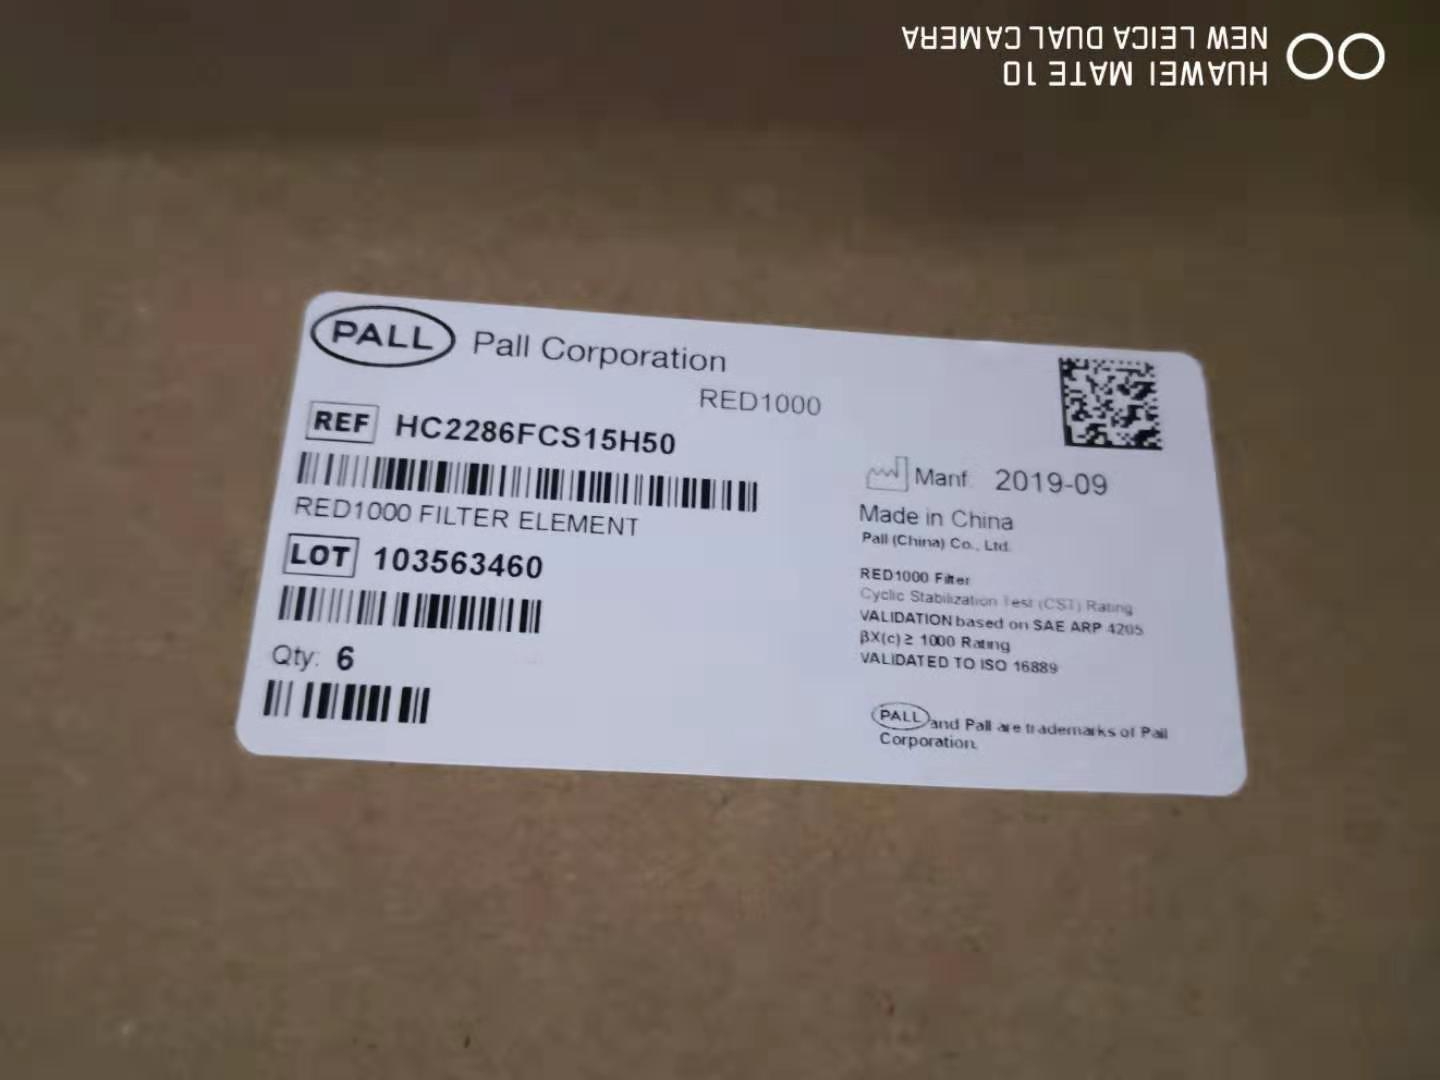 HUAWEI MATE 10
NEW LEICA DUAL CAMERA
PALL Pall Corporation
RED1000
REF HC2286FCS15H50
RED1000 FILTER ELEMENT
LOT 103563460
Qty: 6
Manf. 2019-09
Made in China
Pall (China) Co., Ltd.
RED1000 Filter
Cyclic Stabilization Test (CST) Rating
VALIDATION based on SAE ARP 4205
βX(c) ≥ 1000 Rating
VALIDATED TO ISO 16889
PALL and Pall are trademarks of Pall
Corporation.